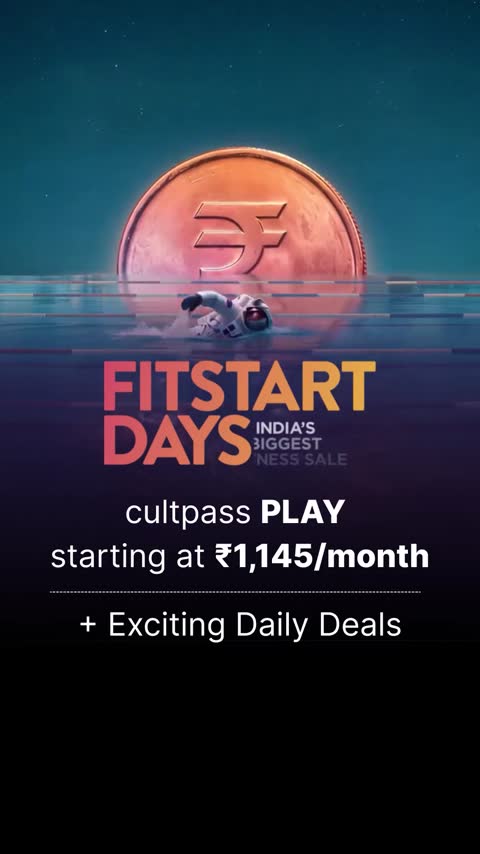 FITSTART
DAYS INDIA'S
BIGGEST
NESS SALE
cultpass PLAY
starting at ₹1,145/month
+ Exciting Daily Deals